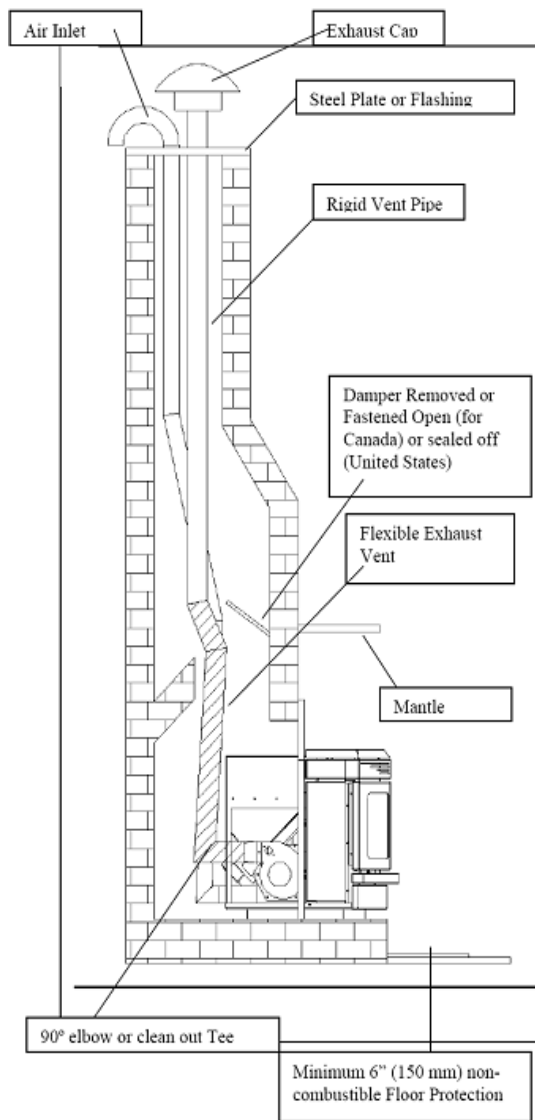 Air Inlet
Exhaust Cap
Steel Plate or Flashing
Rigid Vent Pipe
Damper Removed or
Fastened Open (for
Canada) or sealed off
(United States)
Flexible Exhaust
Vent
Mantle
90º elbow or clean out Tee
Minimum 6” (150 mm) non-
combustible Floor Protection